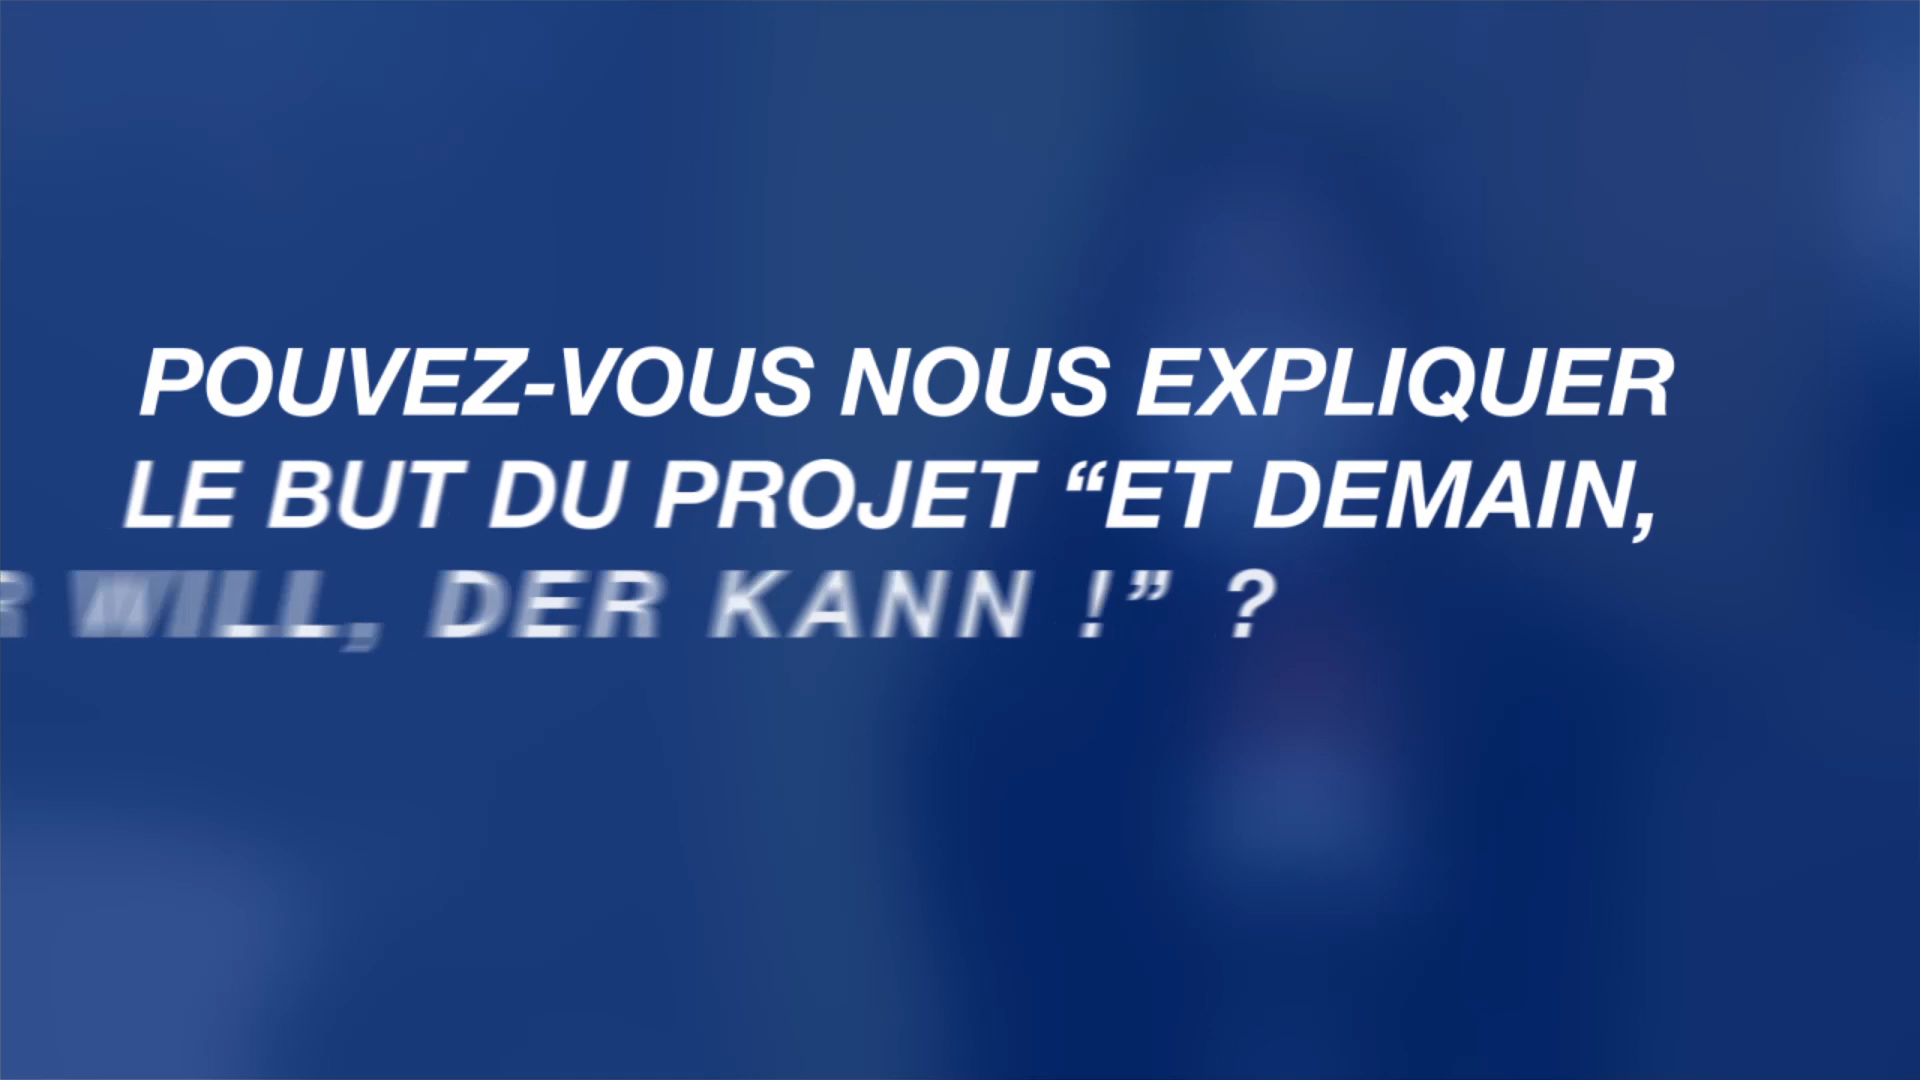 POUVEZ-VOUS NOUS EXPLIQUER
LE BUT DU PROJET “ET DEMAIN,
WILL, DER KANN !” ?